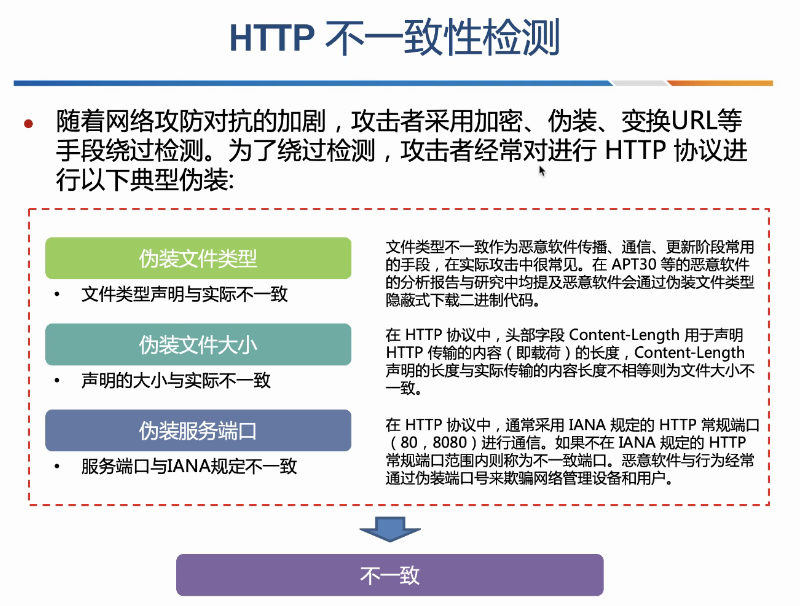 HTTP 不一致性检测
随着网络攻防对抗的加剧，攻击者采用加密、伪装、变换URL等
手段绕过检测。为了绕过检测，攻击者经常对进行 HTTP 协议进
行以下典型伪装:
伪装文件类型
• 文件类型声明与实际不一致
文件类型不一致作为恶意软件传播、通信、更新阶段常用
的手段，在实际攻击中很常见。在 APT30 等的恶意软件
的分析报告与研究中均提及恶意软件会通过伪装文件类型
隐蔽式下载二进制代码。
伪装文件大小
• 声明的大小与实际不一致
在 HTTP 协议中，头部字段 Content-Length 用于声明
HTTP 传输的内容（即载荷）的长度，Content-Length
声明的长度与实际传输的内容长度不相等则为文件大小不
一致。
伪装服务端口
• 服务端口与IANA规定不一致
在 HTTP 协议中，通常采用 IANA 规定的 HTTP 常规端口
（80，8080）进行通信。如果不在 IANA 规定的 HTTP
常规端口范围内则称为不一致端口。恶意软件与行为经常
通过伪装端口号来欺骗网络管理设备和用户。
不一致